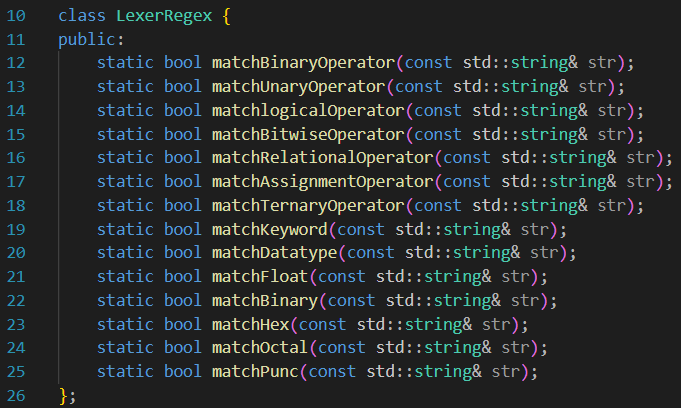 10 class LexerRegex {
11 public:
12     static bool matchBinaryOperator(const std::string& str);
13     static bool matchUnaryOperator(const std::string& str);
14     static bool matchlogicalOperator(const std::string& str);
15     static bool matchBitwiseOperator(const std::string& str);
16     static bool matchRelationalOperator(const std::string& str);
17     static bool matchAssignmentOperator(const std::string& str);
18     static bool matchTernaryOperator(const std::string& str);
19     static bool matchKeyword(const std::string& str);
20     static bool matchDatatype(const std::string& str);
21     static bool matchFloat(const std::string& str);
22     static bool matchBinary(const std::string& str);
23     static bool matchHex(const std::string& str);
24     static bool matchOctal(const std::string& str);
25     static bool matchPunc(const std::string& str);
26 };